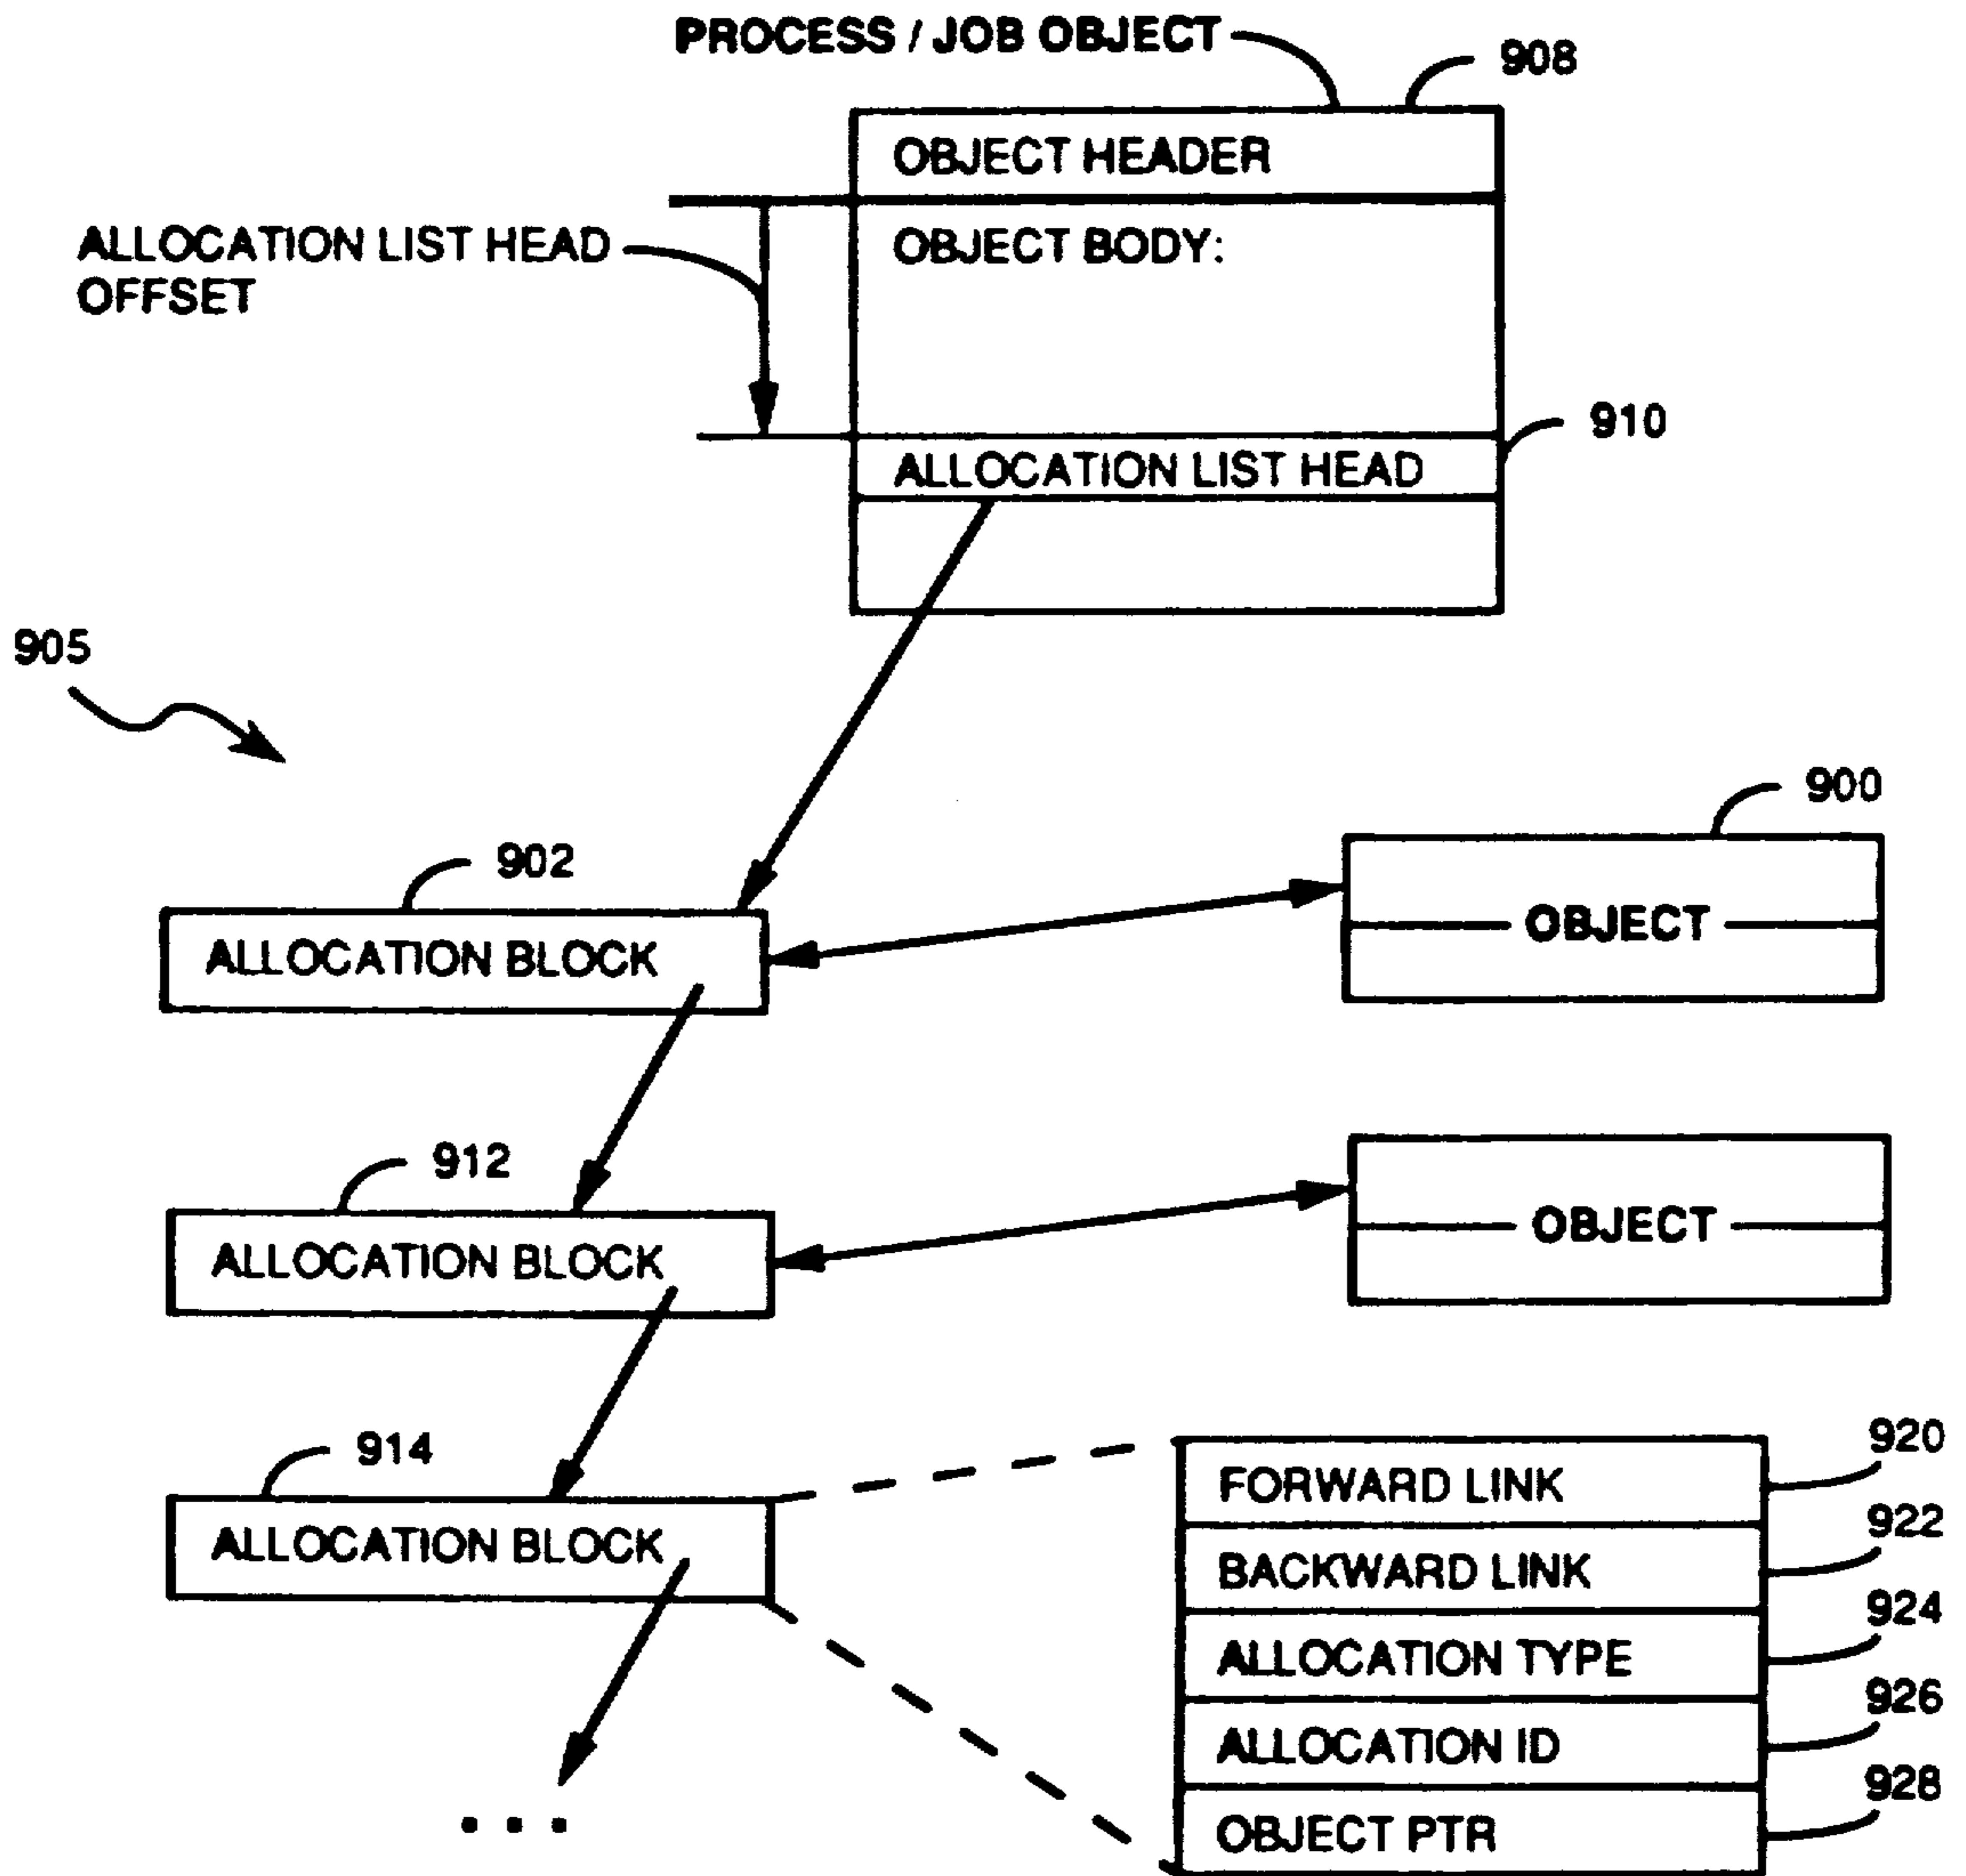 PROCESS / JOB OBJECT
908
OBJECT HEADER
ALLOCATION LIST HEAD
OFFSET
OBJECT BODY:
910
ALLOCATION LIST HEAD
905
900
902
OBJECT
ALLOCATION BLOCK
912
OBJECT
ALLOCATION BLOCK
914
ALLOCATION BLOCK
920
FORWARD LINK
922
BACKWARD LINK
924
ALLOCATION TYPE
926
ALLOCATION ID
928
OBJECT PTR
...